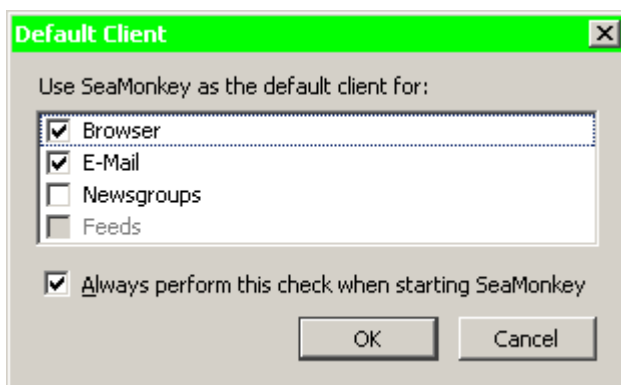 Default Client
Use SeaMonkey as the default client for:
Browser
E-Mail
Newsgroups
Feeds
Always perform this check when starting SeaMonkey
OK Cancel